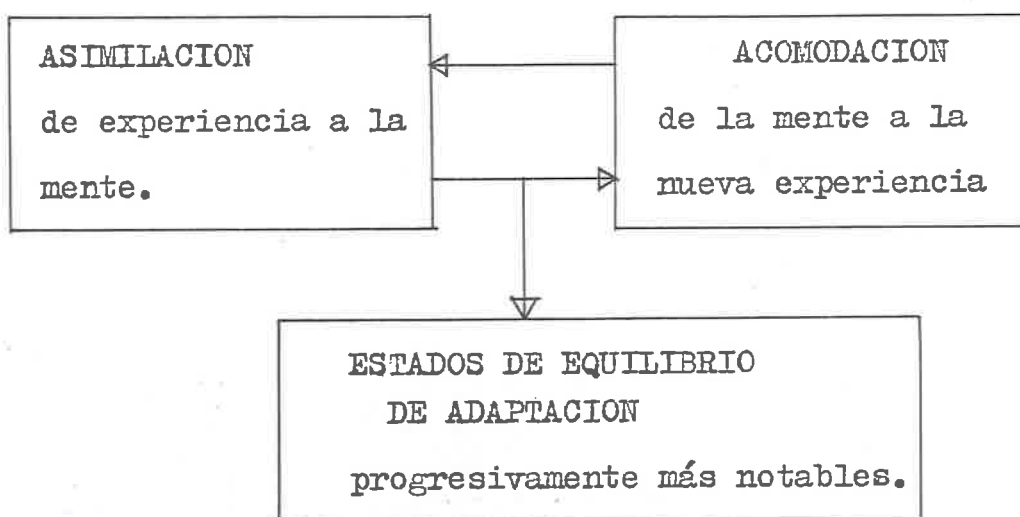 ASIMILACION
de experiencia a la
mente.
ACOMODACION
de la mente a la
nueva experiencia
ESTADOS DE EQUILIBRIO
DE ADAPTACION
progresivamente más notables.